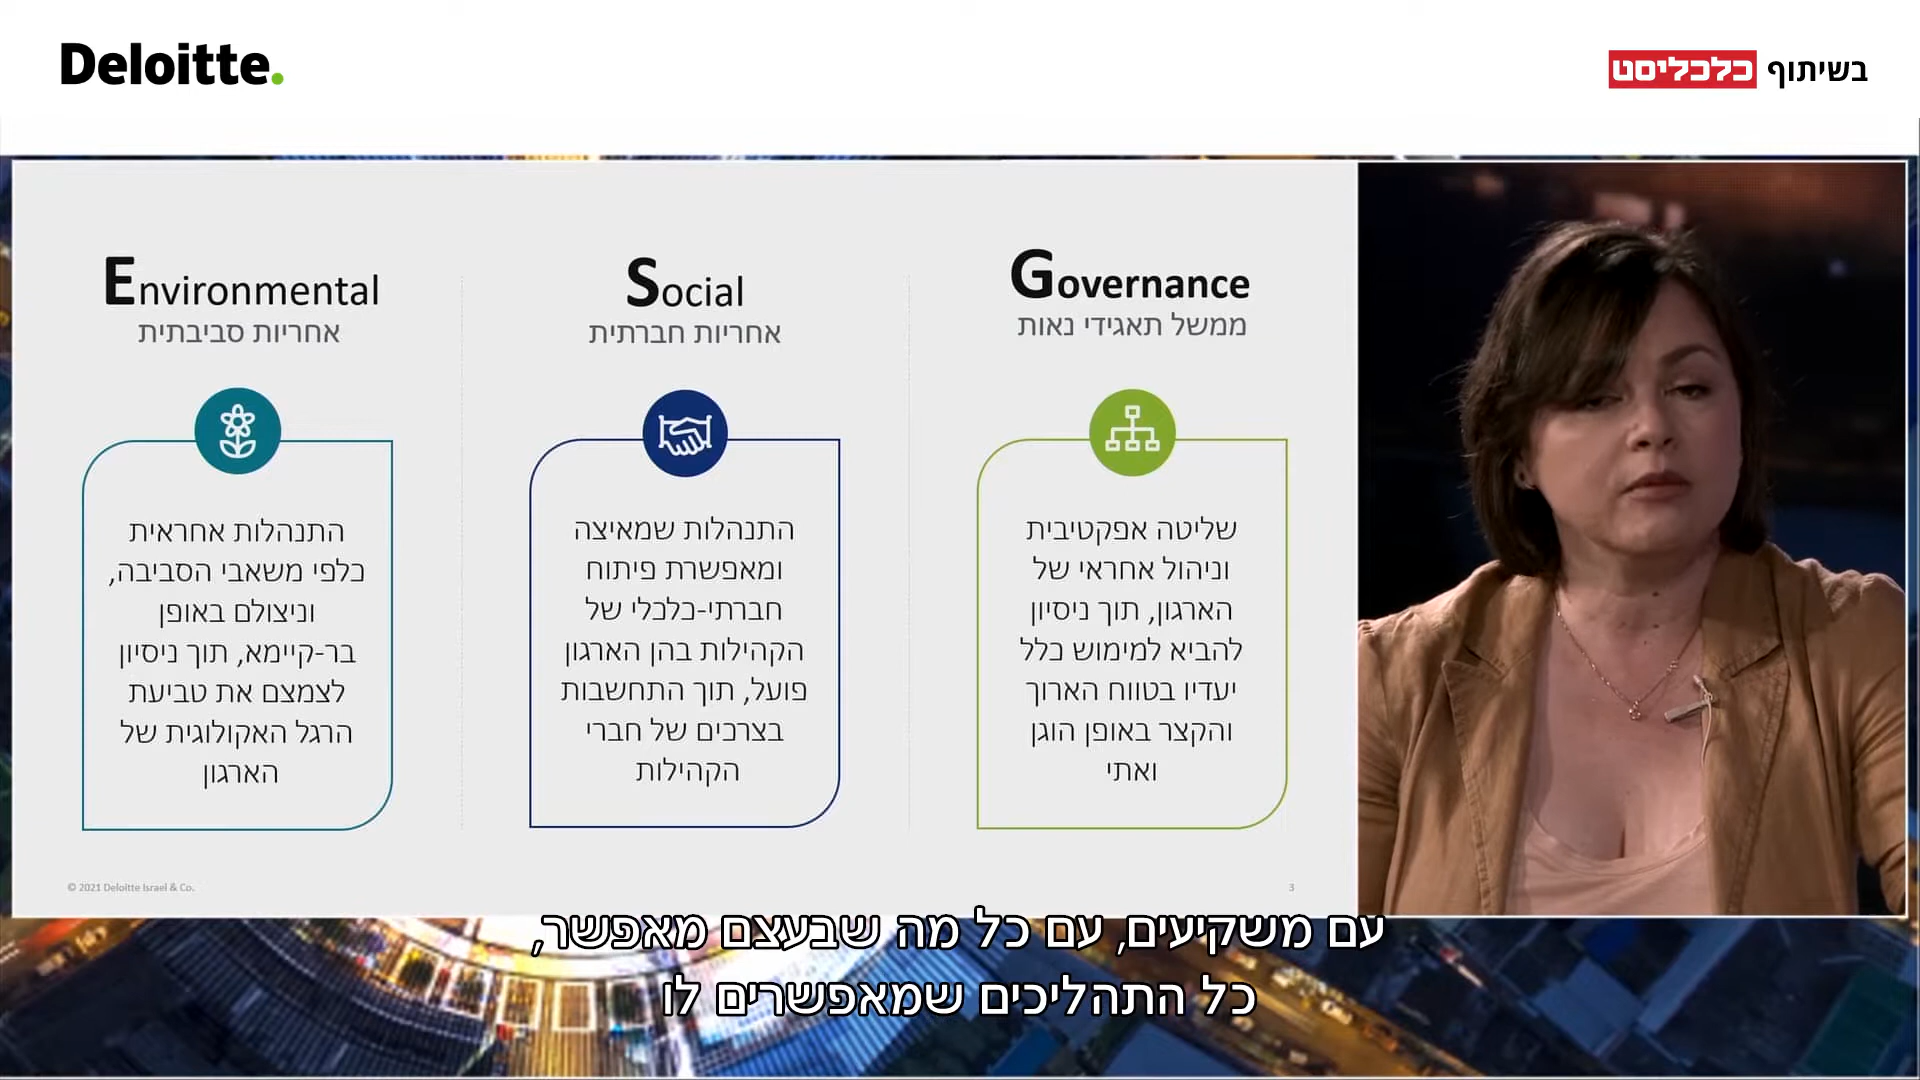 Deloitte.
בשיתוף כלכליסט
Environmental
אחריות סביבתית
התנהלות אחראית
כלפי משאבי הסביבה,
וניצולם באופן
בר-קיימא, תוך ניסיון
לצמצם את טביעת
הרגל האקולוגית של
הארגון
Social
אחריות חברתית
התנהלות שמאיצה
ומאפשרת פיתוח
חברתי-כלכלי של
הקהילות בהן הארגון
פועל, תוך התחשבות
בצרכים של חברי
הקהילות
Governance
ממשל תאגידי נאות
שליטה אפקטיבית
וניהול אחראי של
הארגון, תוך ניסיון
להביא למימוש כלל
יעדיו בטווח הארוך
והקצר באופן הוגן
ואתי
© 2021 Deloitte Israel & Co.
3
עם משקיעים, עם כל מה שבעצם מאפשר,
כל התהליכים שמאפשרים לו